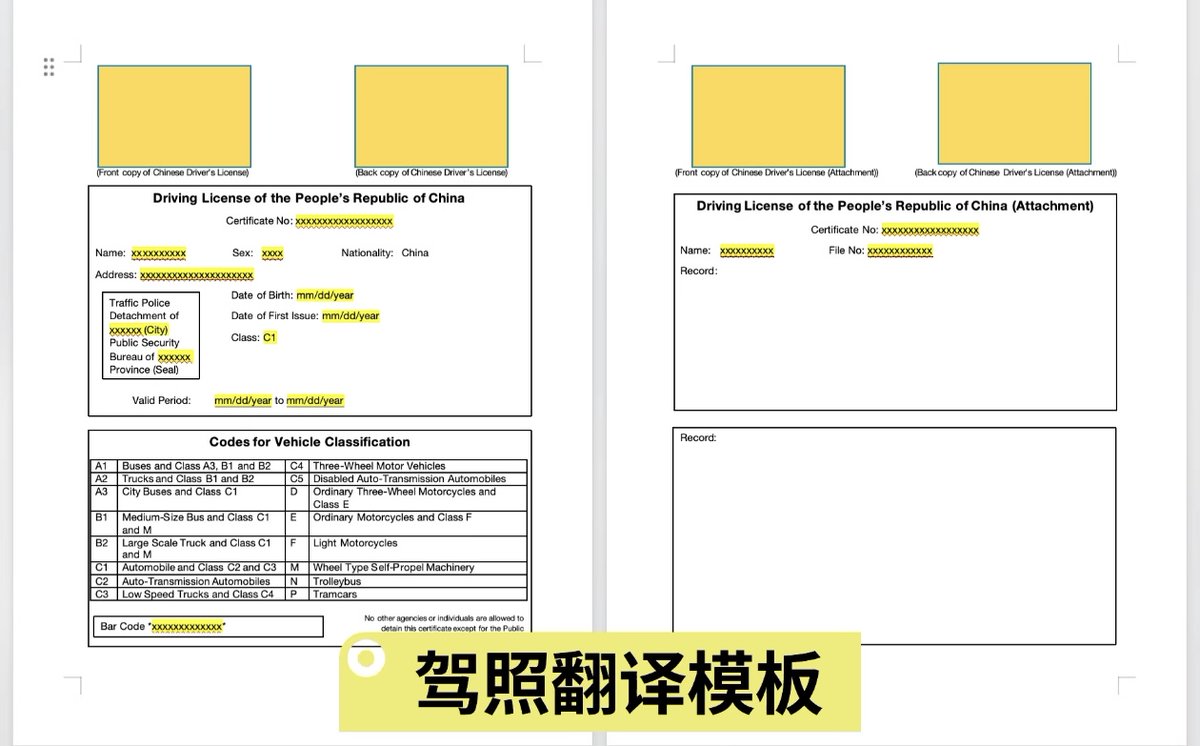 (Front copy of Chinese Driver's License)
(Back copy of Chinese Driver's License)
Driving License of the People's Republic of China
Certificate No: xxxxxxxxxxxxxxxxxx
Name: xxxxxxxxxx Sex: xxxx Nationality: China
Address: xxxxxxxxxxxxxxxxxxxxx
Traffic Police
Detachment of
xxxxxx (City)
Public Security
Bureau of xxxxxx
Province (Seal)
Date of Birth: mm/dd/year
Date of First Issue: mm/dd/year
Class: C1
Valid Period: mm/dd/year to mm/dd/year
Codes for Vehicle Classification
A1 Buses and Class A3, B1 and B2 C4 Three-Wheel Motor Vehicles
A2 Trucks and Class B1 and B2 C5 Disabled Auto-Transmission Automobiles
A3 City Buses and Class C1 D Ordinary Three-Wheel Motorcycles and
Class E
B1 Medium-Size Bus and Class C1 E Ordinary Motorcycles and Class F
and M
B2 Large Scale Truck and Class C1 F Light Motorcycles
and M
C1 Automobile and Class C2 and C3 M Wheel Type Self-Propel Machinery
C2 Auto-Transmission Automobiles N Trolleybus
C3 Low Speed Trucks and Class C4 P Tramcars
Bar Code *xxxxxxxxxxxxx*
No other agencies or individuals are allowed to
detain this certificate except for the Public
(Front copy of Chinese Driver's License (Attachment))
(Back copy of Chinese Driver's License (Attachment))
Driving License of the People's Republic of China (Attachment)
Certificate No: xxxxxxxxxxxxxxxxxx
Name: xxxxxxxxxx File No: xxxxxxxxxxxx
Record:
Record:
驾照翻译模板